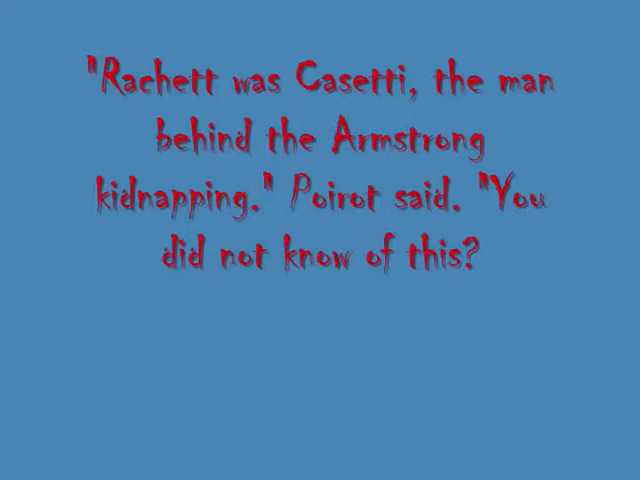 "Rachett was Casetti, the man
behind the Armstrong
kidnapping." Poirot said. "You
did not know of this?